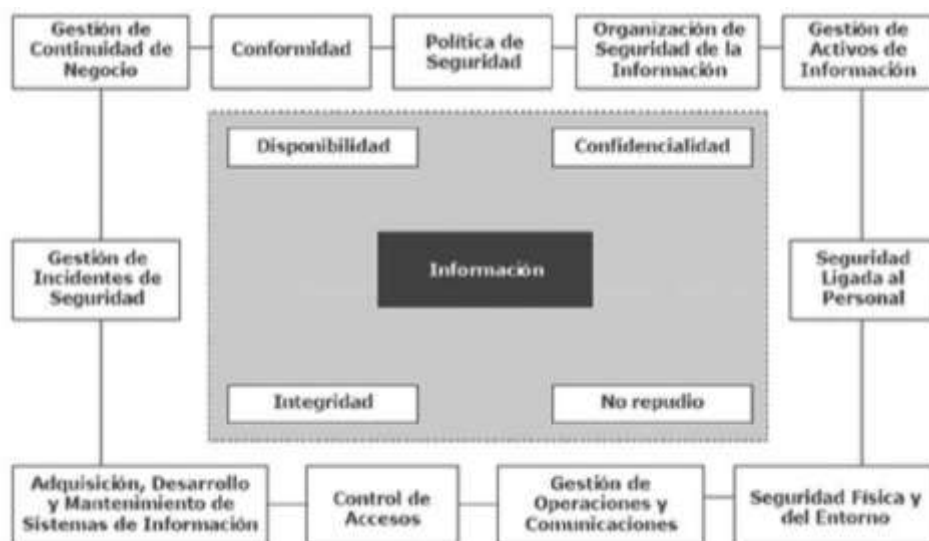 Gestión de
Continuidad de
Negocio
Conformidad
Política de
Seguridad
Organización de
Seguridad de la
Información
Gestión de
Activos de
Información
Disponibilidad
Confidencialidad
Gestión de
Incidentes de
Seguridad
Información
Seguridad
Ligada al
Personal
Integridad
No repudio
Adquisición, Desarrollo
y Mantenimiento de
Sistemas de Información
Control de
Accesos
Gestión de
Operaciones y
Comunicaciones
Seguridad Física y
del Entorno